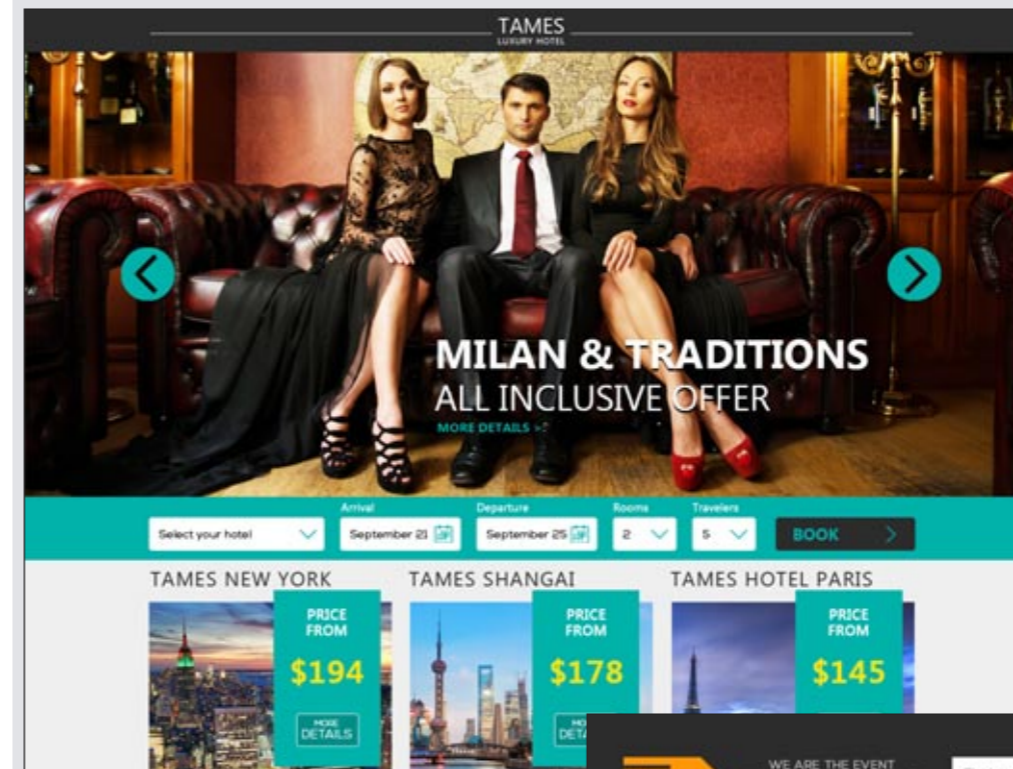 TAMES
LUXURY HOTEL
MILAN & TRADITIONS
ALL INCLUSIVE OFFER
MORE DETAILS >
Arrival
Departure
Rooms
Travelers
Select your hotel
September 21
September 25
2
5
BOOK
TAMES NEW YORK
TAMES SHANGAI
TAMES HOTEL PARIS
PRICE
FROM
$194
MORE
DETAILS
PRICE
FROM
$178
PRICE
FROM
$145
WE ARE THE EVENT